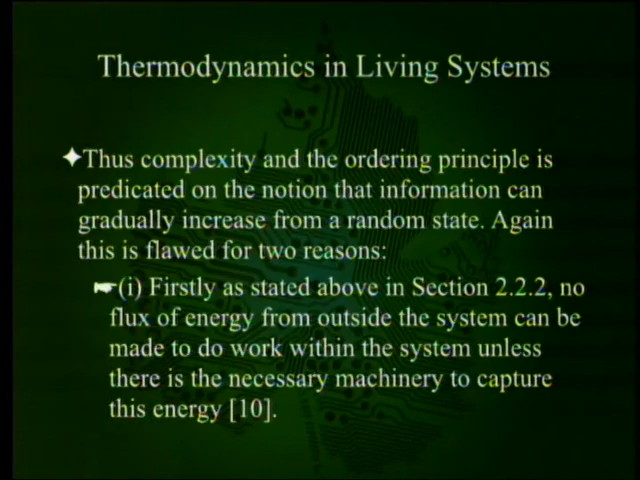 Thermodynamics in Living Systems
Thus complexity and the ordering principle is
predicated on the notion that information can
gradually increase from a random state. Again
this is flawed for two reasons:
(i) Firstly as stated above in Section 2.2.2, no
flux of energy from outside the system can be
made to do work within the system unless
there is the necessary machinery to capture
this energy [10].